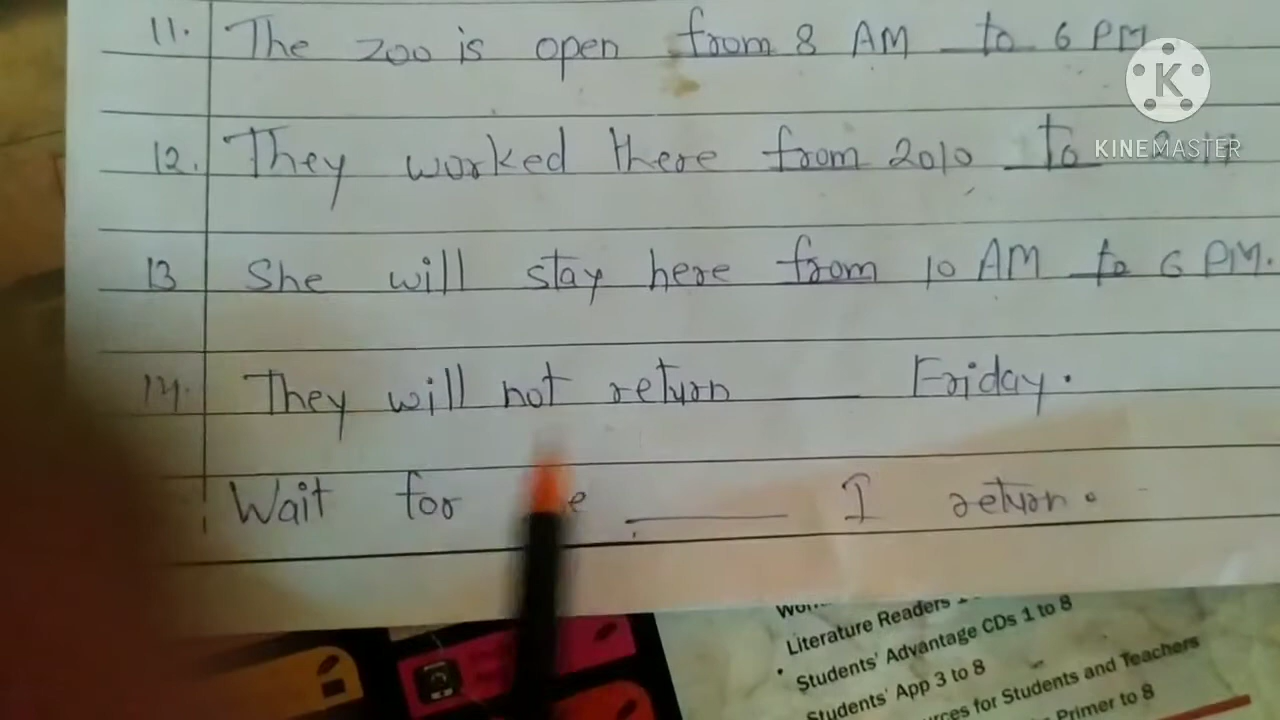 11. The zoo is open from 8 AM to 6 PM
12. They worked there from 2010 to
KINEMASTER
13 She will stay here from 10 AM to 6 PM.
14. They will not return ____ Friday.
Wait for ____ I return.
Literature Readers
• Students' Advantage CDs 1 to 8
Students' App 3 to 8
for Students and Teachers
Primer to 8